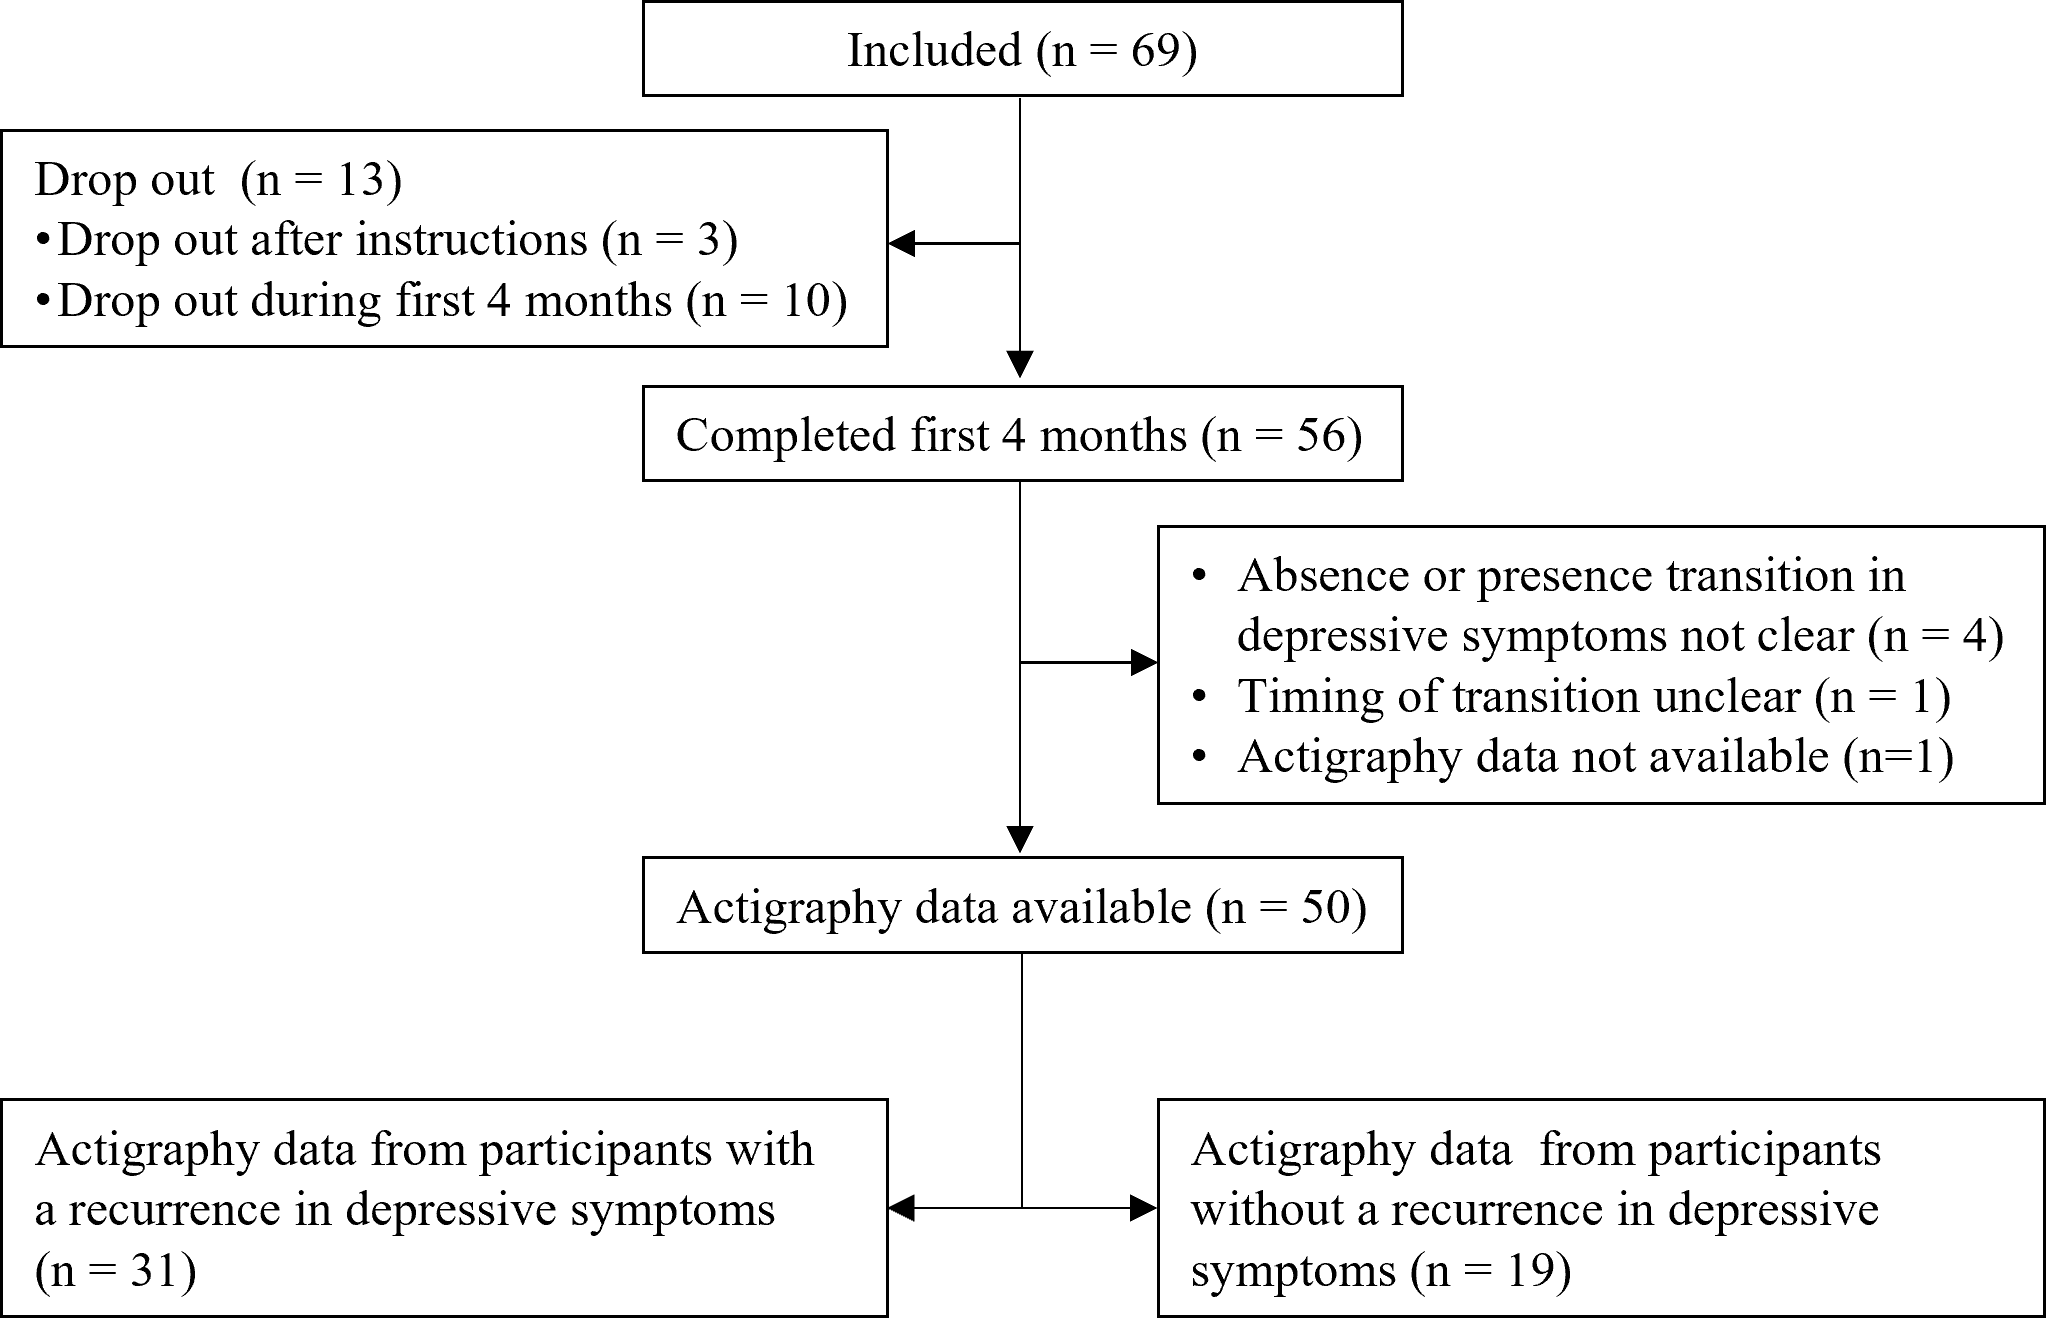 Included (n = 69)
Drop out  (n = 13)
•Drop out after instructions (n = 3)
•Drop out during first 4 months (n = 10)
Completed first 4 months (n = 56)
• Absence or presence transition in
depressive symptoms not clear (n = 4)
• Timing of transition unclear (n = 1)
• Actigraphy data not available (n=1)
Actigraphy data available (n = 50)
Actigraphy data from participants with
a recurrence in depressive symptoms
(n = 31)
Actigraphy data  from participants
without a recurrence in depressive
symptoms (n = 19)